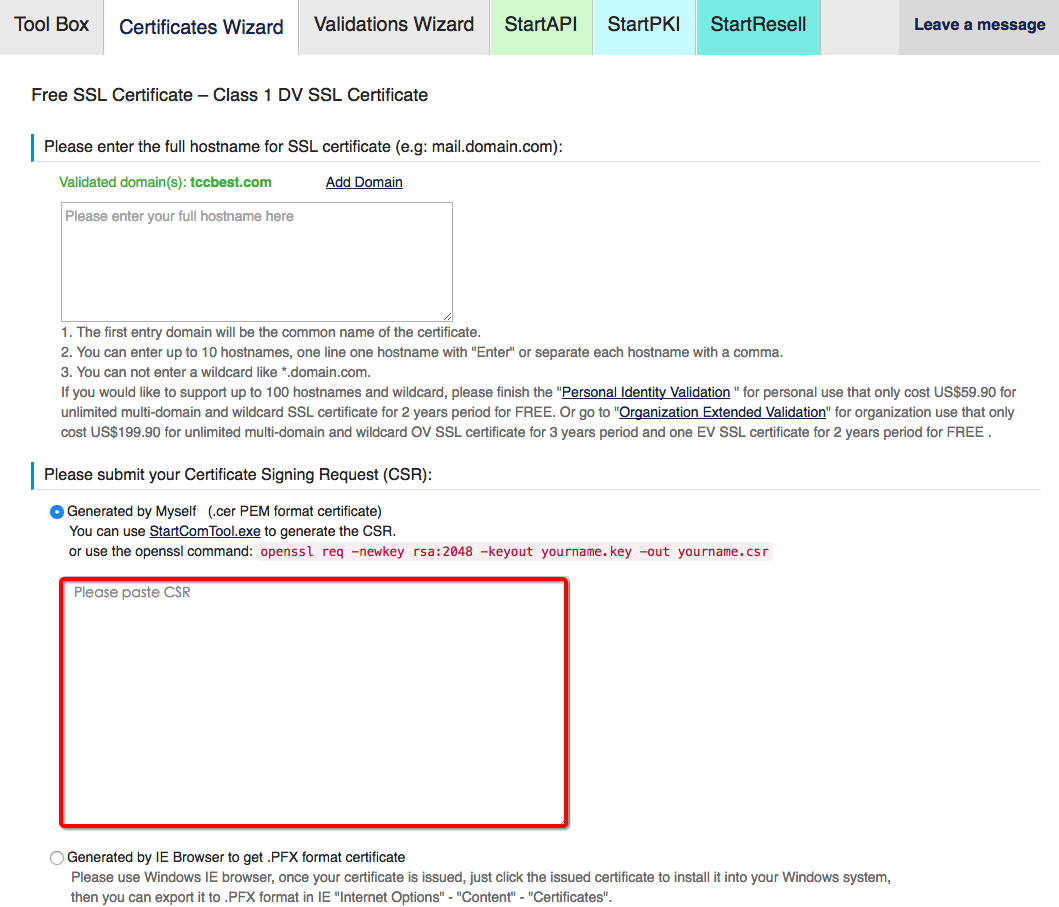 Tool Box
Certificates Wizard
Validations Wizard
StartAPI
StartPKI
StartResell
Leave a message
Free SSL Certificate – Class 1 DV SSL Certificate
Please enter the full hostname for SSL certificate (e.g: mail.domain.com):
Validated domain(s): tccbest.com Add Domain
Please enter your full hostname here
1. The first entry domain will be the common name of the certificate.
2. You can enter up to 10 hostnames, one line one hostname with "Enter" or separate each hostname with a comma.
3. You can not enter a wildcard like *.domain.com.
If you would like to support up to 100 hostnames and wildcard, please finish the "Personal Identity Validation " for personal use that only cost US$59.90 for
unlimited multi-domain and wildcard SSL certificate for 2 years period for FREE. Or go to "Organization Extended Validation" for organization use that only
cost US$199.90 for unlimited multi-domain and wildcard OV SSL certificate for 3 years period and one EV SSL certificate for 2 years period for FREE .
Please submit your Certificate Signing Request (CSR):
Generated by Myself (.cer PEM format certificate)
You can use StartComTool.exe to generate the CSR.
or use the openssl command: openssl req –newkey rsa:2048 –keyout yourname.key –out yourname.csr
Please paste CSR
Generated by IE Browser to get .PFX format certificate
Please use Windows IE browser, once your certificate is issued, just click the issued certificate to install it into your Windows system,
then you can export it to .PFX format in IE "Internet Options" - "Content" - "Certificates".